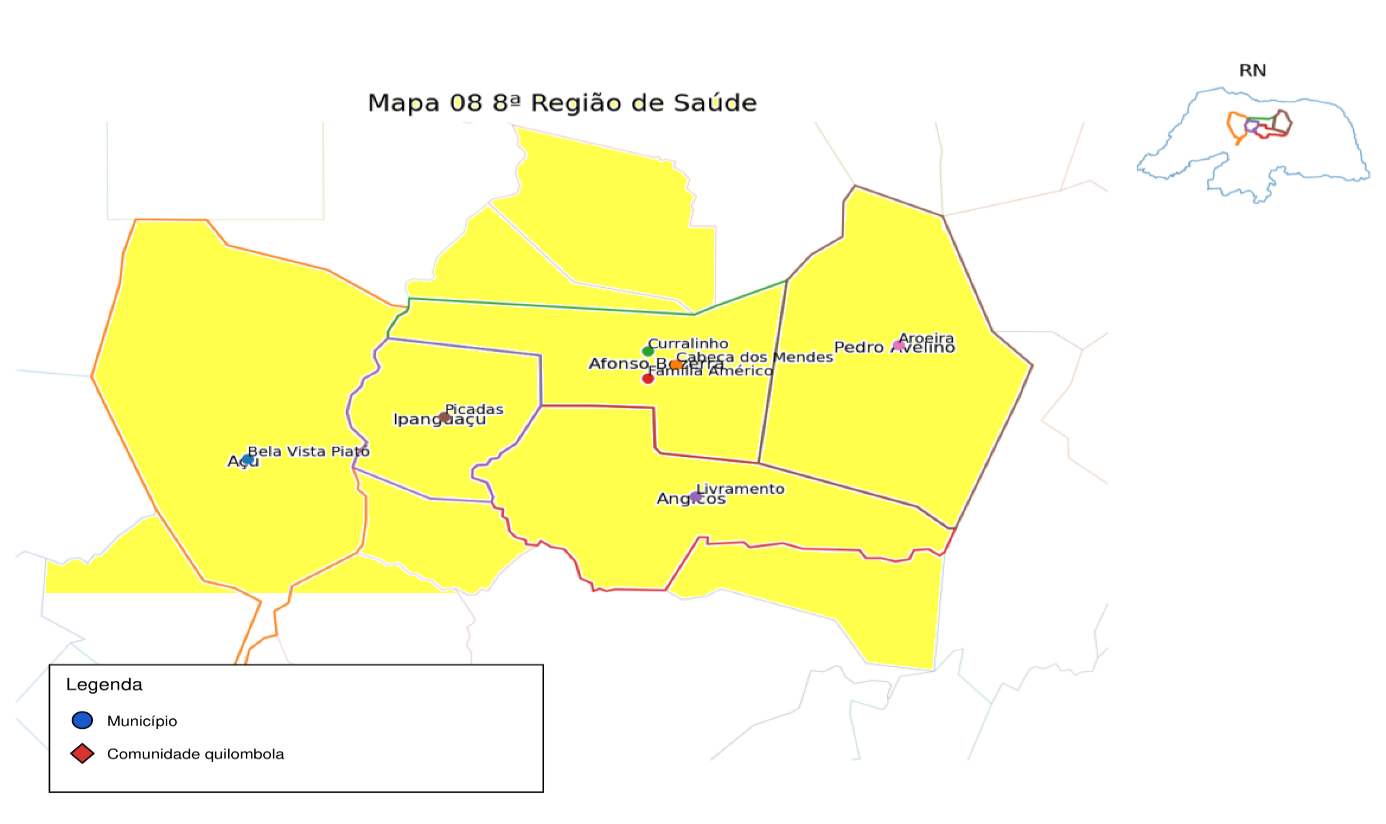 RN
Mapa 08 8ª Região de Saúde
Curralinho
Aroeira
Pedro Avelino
Cabeça dos Mendes
Afonso Bezerra
Família Américo
Picadas
Ipanguaçu
Bela Vista Piató
Açu
Livramento
Angicos
Legenda
Município
Comunidade quilombola